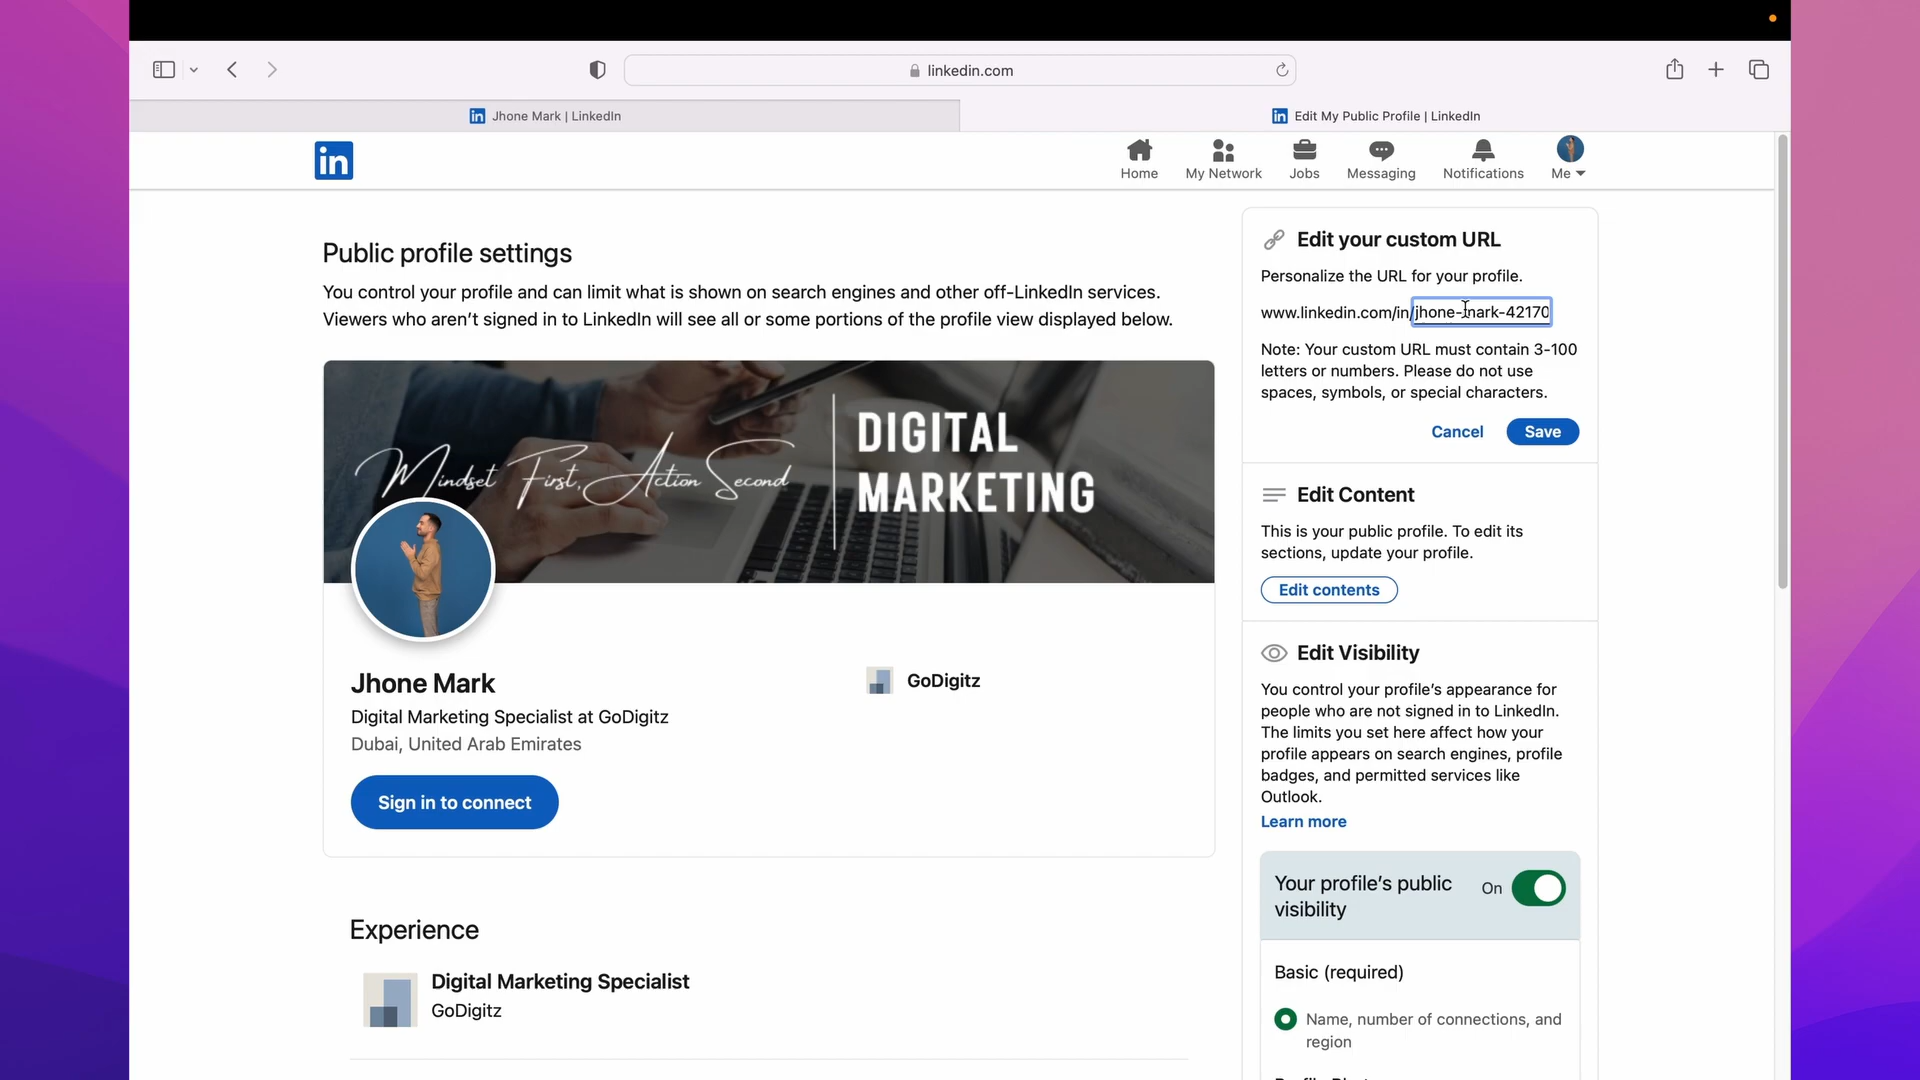 linkedin.com
in Jhone Mark | LinkedIn
in Edit My Public Profile | LinkedIn
in
Home
My Network
Jobs
Messaging
Notifications
Me
Public profile settings
You control your profile and can limit what is shown on search engines and other off-LinkedIn services.
Viewers who aren't signed in to LinkedIn will see all or some portions of the profile view displayed below.
Mindset First, Action Second
DIGITAL
MARKETING
Jhone Mark
Digital Marketing Specialist at GoDigitz
Dubai, United Arab Emirates
GoDigitz
Sign in to connect
Experience
Digital Marketing Specialist
GoDigitz
Edit your custom URL
Personalize the URL for your profile.
www.linkedin.com/in/jhone-mark-42170
Note: Your custom URL must contain 3-100
letters or numbers. Please do not use
spaces, symbols, or special characters.
Cancel
Save
Edit Content
This is your public profile. To edit its
sections, update your profile.
Edit contents
Edit Visibility
You control your profile's appearance for
people who are not signed in to LinkedIn.
The limits you set here affect how your
profile appears on search engines, profile
badges, and permitted services like
Outlook.
Learn more
Your profile's public
visibility
On
Basic (required)
Name, number of connections, and
region